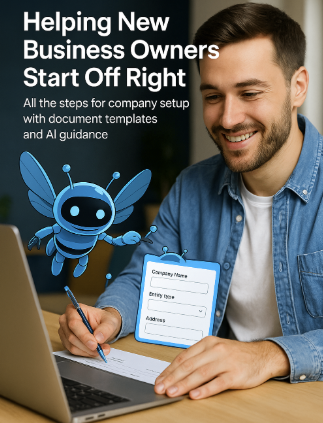 Helping New
Business Owners
Start Off Right
All the steps for company setup
with document templates
and AI guidance
Company Name
Entity type
Address